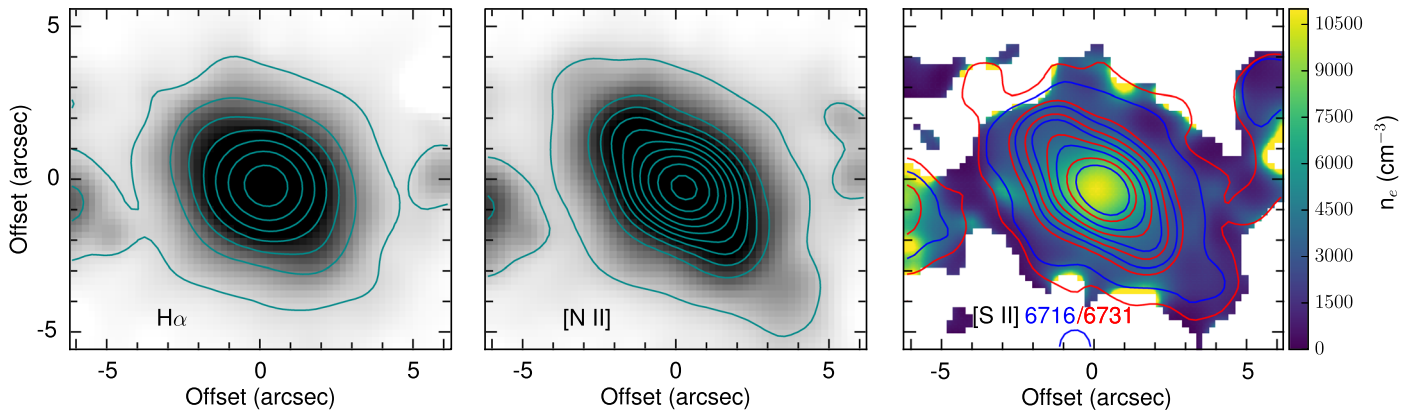 5
0
-5
Offset (arcsec)
Hα
-5
0
5
Offset (arcsec)
[N II]
-5
0
5
Offset (arcsec)
[S II] 6716/6731
-5
0
5
Offset (arcsec)
10500
9000
7500
6000
4500
3000
1500
0
nₑ (cm⁻³)